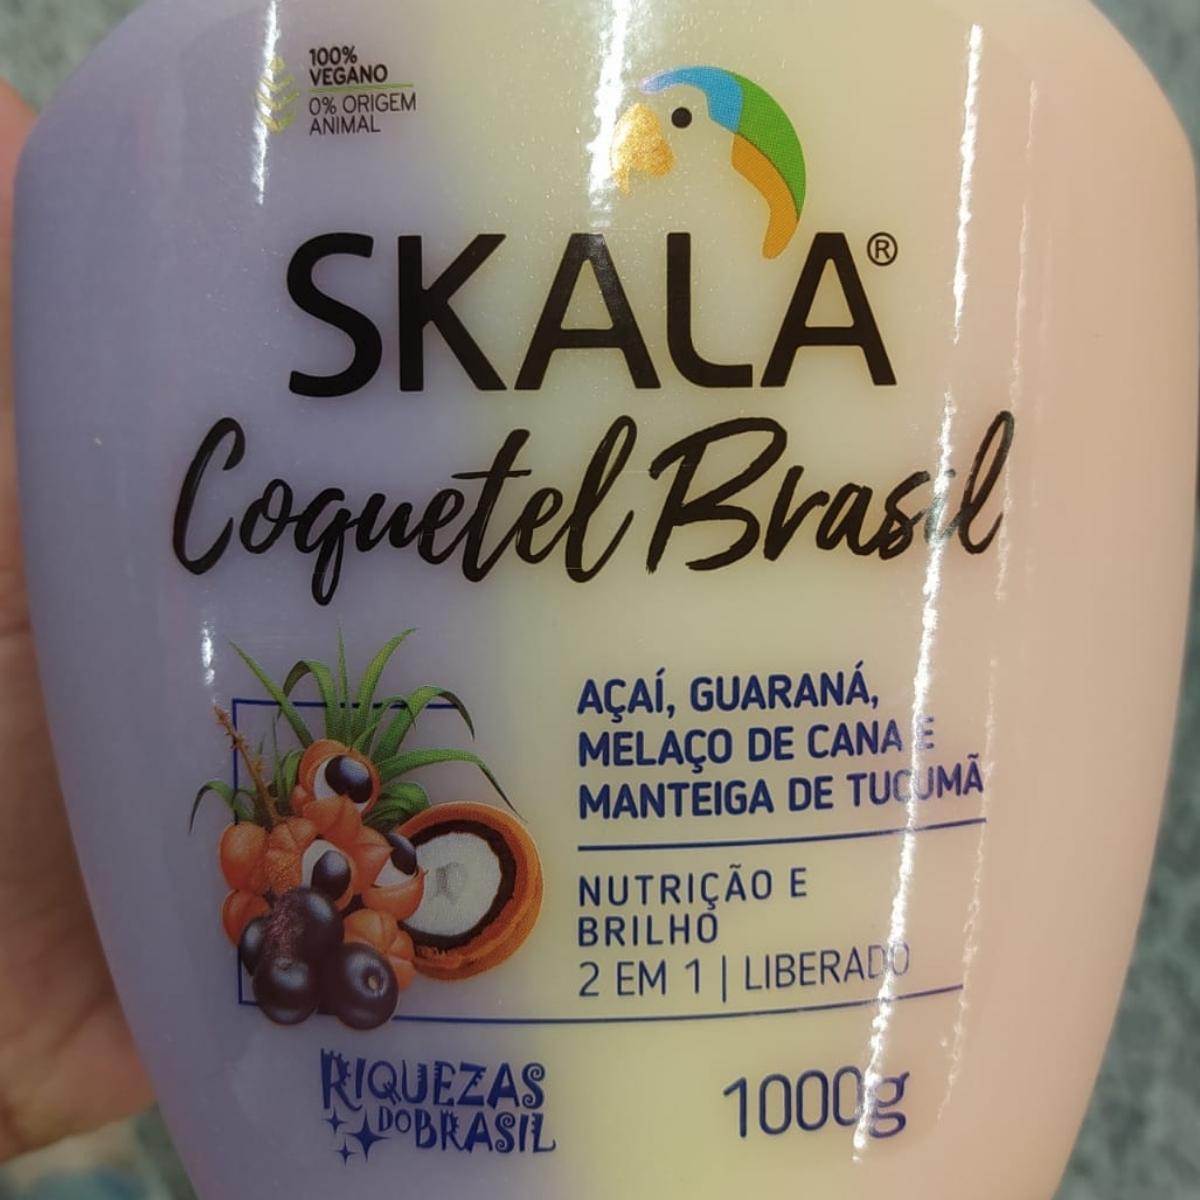 100%
VEGANO
0% ORIGEM
ANIMAL
SKALA®
Coquetel Brasil
AÇAÍ, GUARANÁ,
MELAÇO DE CANA E
MANTEIGA DE TUCUMÃ
NUTRIÇÃO E
BRILHO
2 EM 1 | LIBERADO
RIQUEZAS
DO BRASIL
1000g